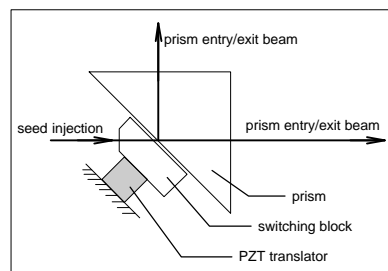 prism entry/exit beam
prism entry/exit beam
seed injection
prism
switching block
PZT translator